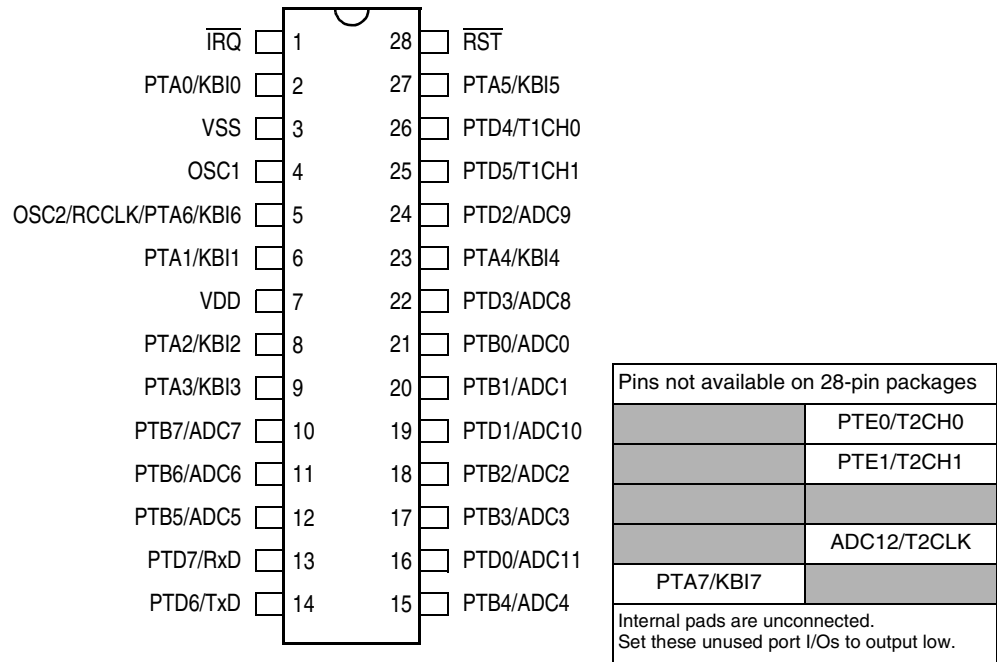 IRQ 1 28 RST
PTA0/KBI0 2 27 PTA5/KBI5
VSS 3 26 PTD4/T1CH0
OSC1 4 25 PTD5/T1CH1
OSC2/RCCLK/PTA6/KBI6 5 24 PTD2/ADC9
PTA1/KBI1 6 23 PTA4/KBI4
VDD 7 22 PTD3/ADC8
PTA2/KBI2 8 21 PTB0/ADC0
PTA3/KBI3 9 20 PTB1/ADC1
PTB7/ADC7 10 19 PTD1/ADC10
PTB6/ADC6 11 18 PTB2/ADC2
PTB5/ADC5 12 17 PTB3/ADC3
PTD7/RxD 13 16 PTD0/ADC11
PTD6/TxD 14 15 PTB4/ADC4
Pins not available on 28-pin packages
PTE0/T2CH0
PTE1/T2CH1
ADC12/T2CLK
PTA7/KBI7
Internal pads are unconnected.
Set these unused port I/Os to output low.